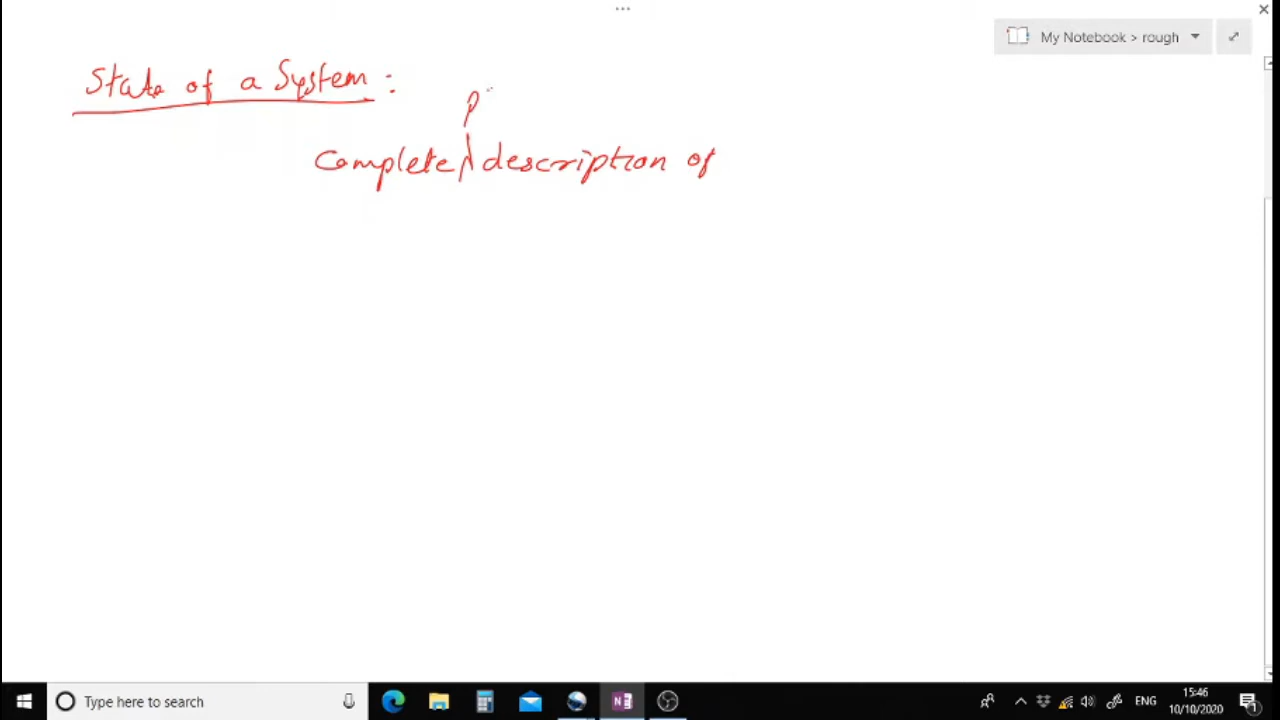 ...
My Notebook > rough
State of a System :
p
Complete description of
Type here to search
ENG
15:46
10/10/2020
1